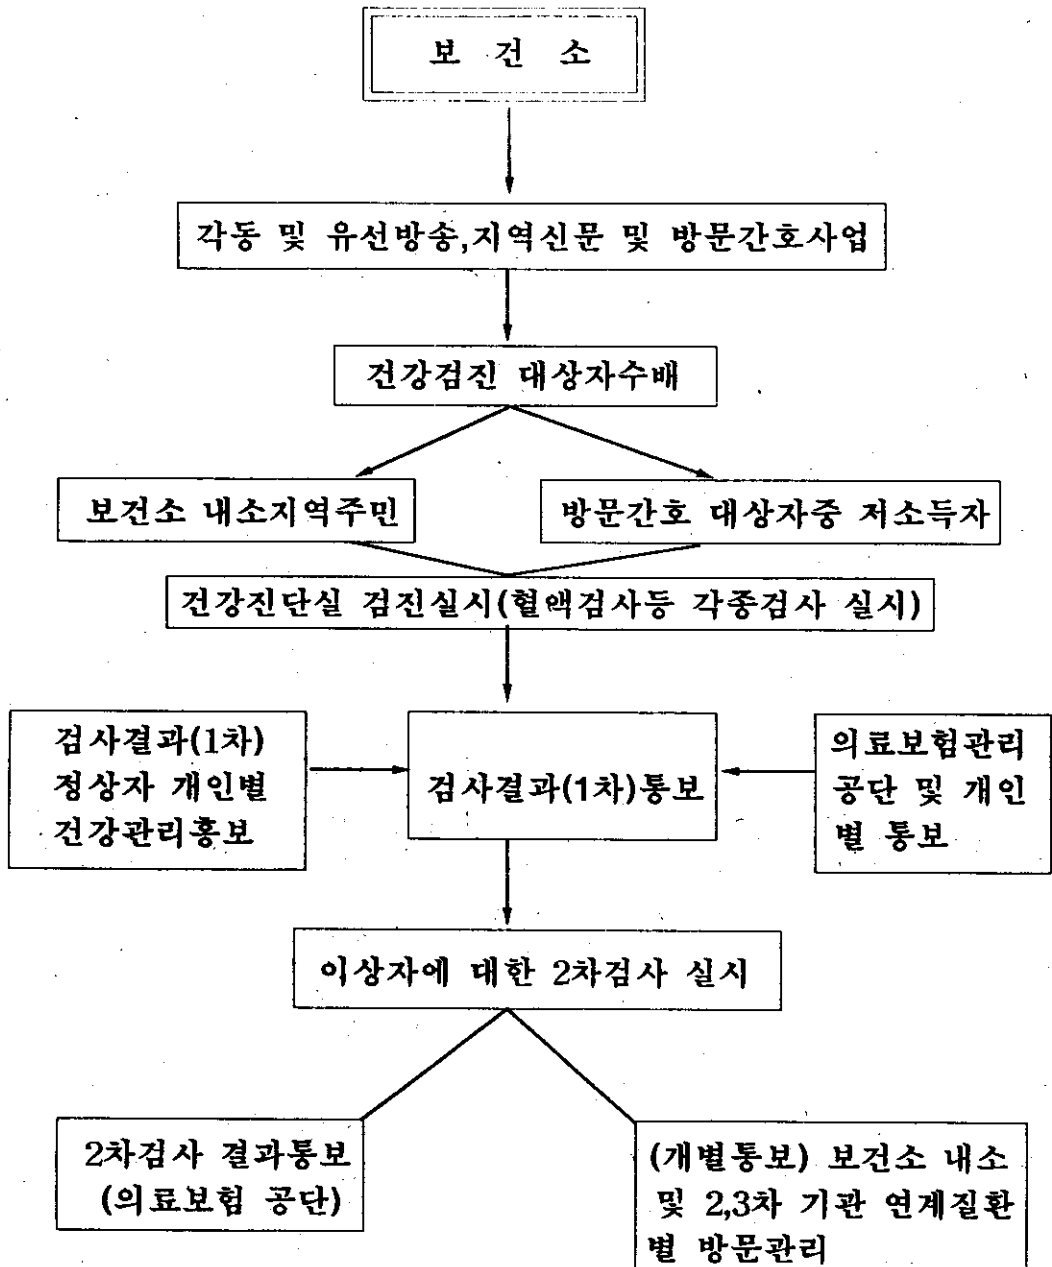 보 건 소
각동 및 유선방송,지역신문 및 방문간호사업
건강검진 대상자수배
보건소 내소지역주민
방문간호 대상자중 저소득자
건강진단실 검진실시(혈액검사등 각종검사 실시)
검사결과(1차)
정상자 개인별
건강관리홍보
검사결과(1차)통보
의료보험관리
공단 및 개인
별 통보
이상자에 대한 2차검사 실시
2차검사 결과통보
(의료보험 공단)
(개별통보) 보건소 내소
및 2,3차 기관 연계질환
별 방문관리